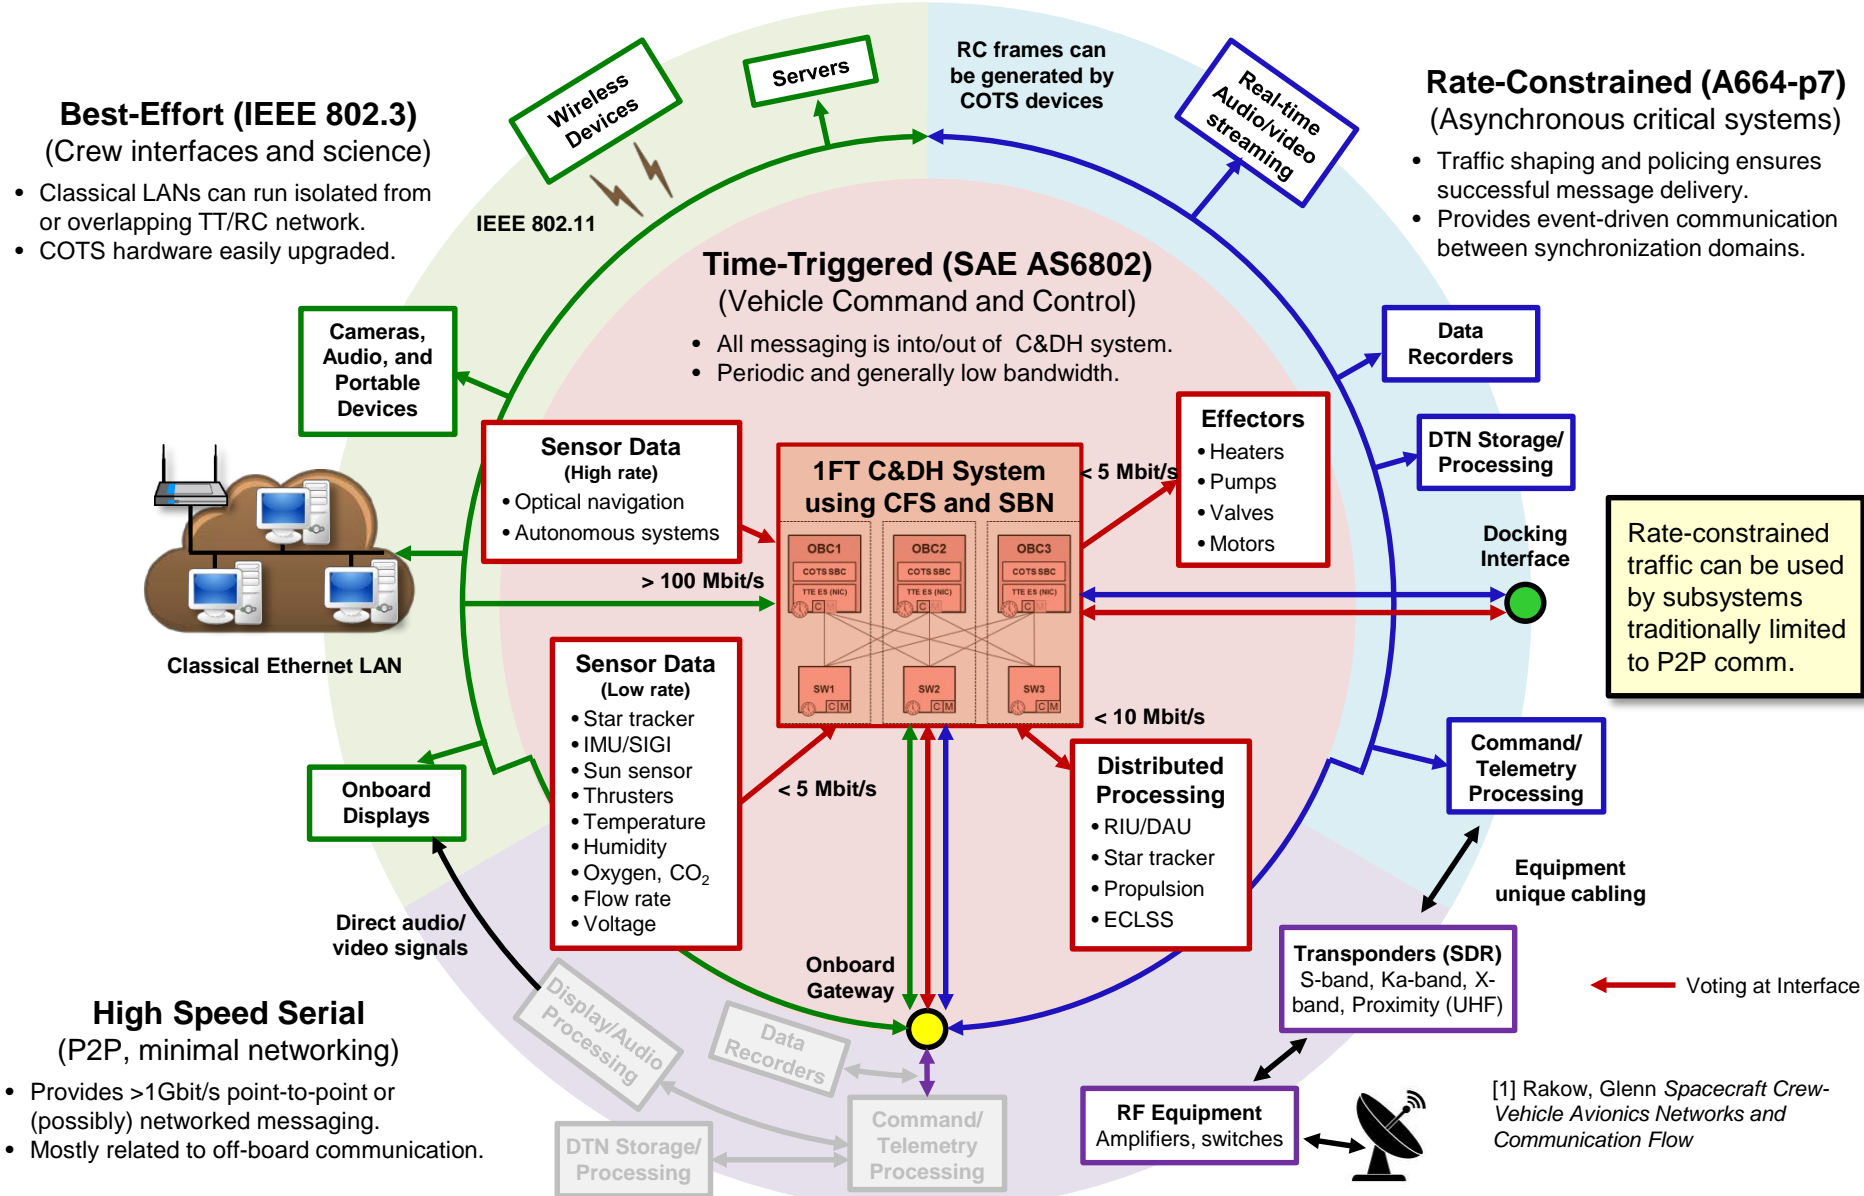 Best-Effort (IEEE 802.3)
(Crew interfaces and science)
• Classical LANs can run isolated from
or overlapping TT/RC network.
• COTS hardware easily upgraded.
Wireless
Devices
Servers
IEEE 802.11
RC frames can
be generated by
COTS devices
Real-time
Audio/video
streaming
Rate-Constrained (A664-p7)
(Asynchronous critical systems)
• Traffic shaping and policing ensures
successful message delivery.
• Provides event-driven communication
between synchronization domains.
Time-Triggered (SAE AS6802)
(Vehicle Command and Control)
• All messaging is into/out of C&DH system.
• Periodic and generally low bandwidth.
Cameras,
Audio, and
Portable
Devices
Data
Recorders
DTN Storage/
Processing
Sensor Data
(High rate)
• Optical navigation
• Autonomous systems
1FT C&DH System
using CFS and SBN
OBC1
COTS SBC
TTE ES (NIC)
C M
OBC2
COTS SBC
TTE ES (NIC)
C M
OBC3
COTS SBC
TTE ES (NIC)
C M
SW1
C M
SW2
C M
SW3
C M
< 5 Mbit/s
Effectors
• Heaters
• Pumps
• Valves
• Motors
Docking
Interface
Rate-constrained
traffic can be used
by subsystems
traditionally limited
to P2P comm.
> 100 Mbit/s
Classical Ethernet LAN
Sensor Data
(Low rate)
• Star tracker
• IMU/SIGI
• Sun sensor
• Thrusters
• Temperature
• Humidity
• Oxygen, CO2
• Flow rate
• Voltage
< 5 Mbit/s
< 10 Mbit/s
Distributed
Processing
• RIU/DAU
• Star tracker
• Propulsion
• ECLSS
Command/
Telemetry
Processing
Onboard
Displays
Equipment
unique cabling
Direct audio/
video signals
Onboard
Gateway
Transponders (SDR)
S-band, Ka-band, X-
band, Proximity (UHF)
Voting at Interface
High Speed Serial
(P2P, minimal networking)
• Provides >1Gbit/s point-to-point or
(possibly) networked messaging.
• Mostly related to off-board communication.
Display/Audio
Processing
Data
Recorders
DTN Storage/
Processing
Command/
Telemetry
Processing
RF Equipment
Amplifiers, switches
[1] Rakow, Glenn Spacecraft Crew-
Vehicle Avionics Networks and
Communication Flow